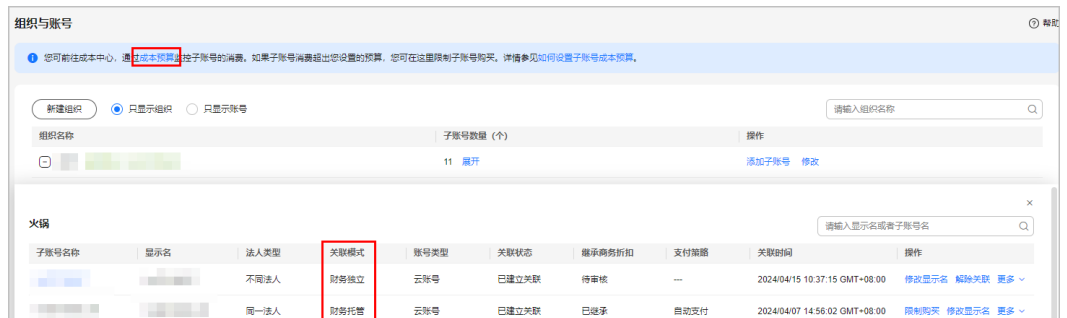 组织与账号
帮助
您可前往成本中心，通过成本预算监控子账号的消费。如果子账号消费超出您设置的预算，您可在这里限制子账号购买。详情参见如何设置子账号成本预算。
新建组织 只显示组织 只显示账号 请输入组织名称
组织名称 子账号数量（个） 操作
11 展开 添加子账号 修改
火锅 请输入显示名或者子账号名
子账号名称 显示名 法人类型 关联模式 账号类型 关联状态 继承商务折扣 支付策略 关联时间 操作
不同法人 财务独立 云账号 已建立关联 待审核 --- 2024/04/15 10:37:15 GMT+08:00 修改显示名 解除关联 更多
同一法人 财务托管 云账号 已建立关联 已继承 自动支付 2024/04/07 14:56:02 GMT+08:00 限制购买 修改显示名 更多